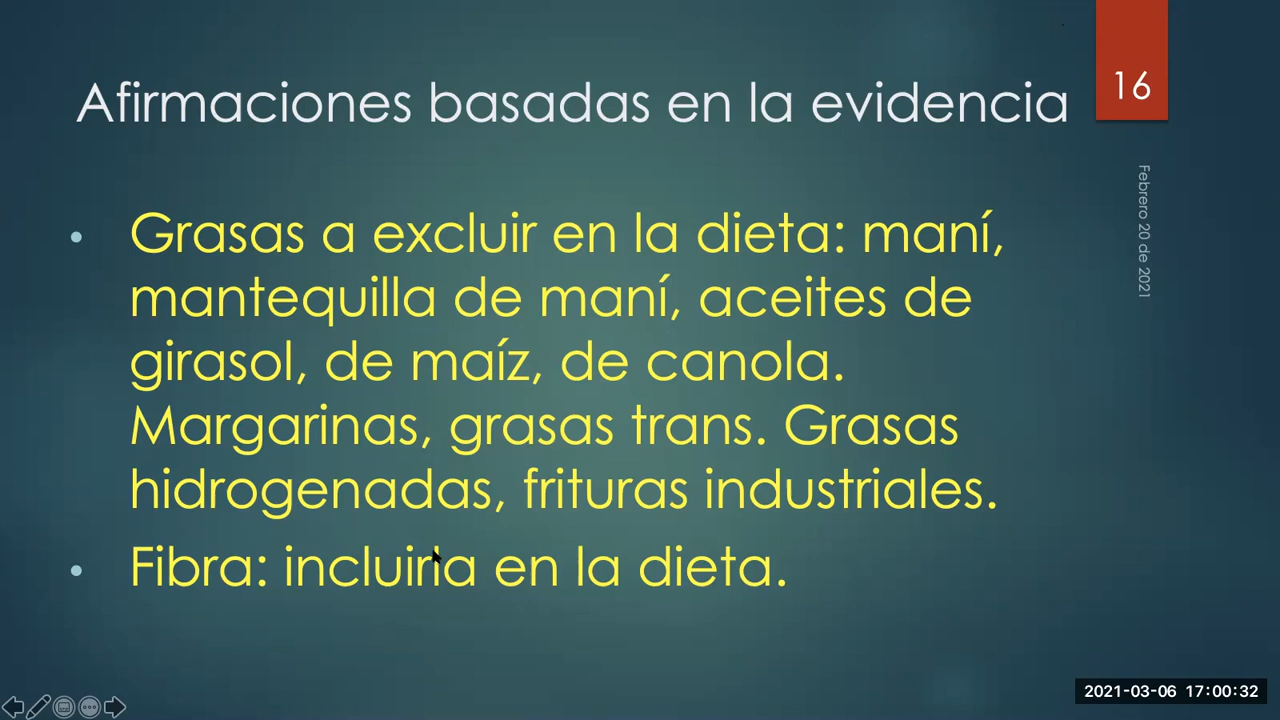 Afirmaciones basadas en la evidencia
16
Febrero 20 de 2021
• Grasas a excluir en la dieta: maní,
mantequilla de maní, aceites de
girasol, de maíz, de canola.
Margarinas, grasas trans. Grasas
hidrogenadas, frituras industriales.
• Fibra: incluirla en la dieta.
2021-03-06 17:00:32